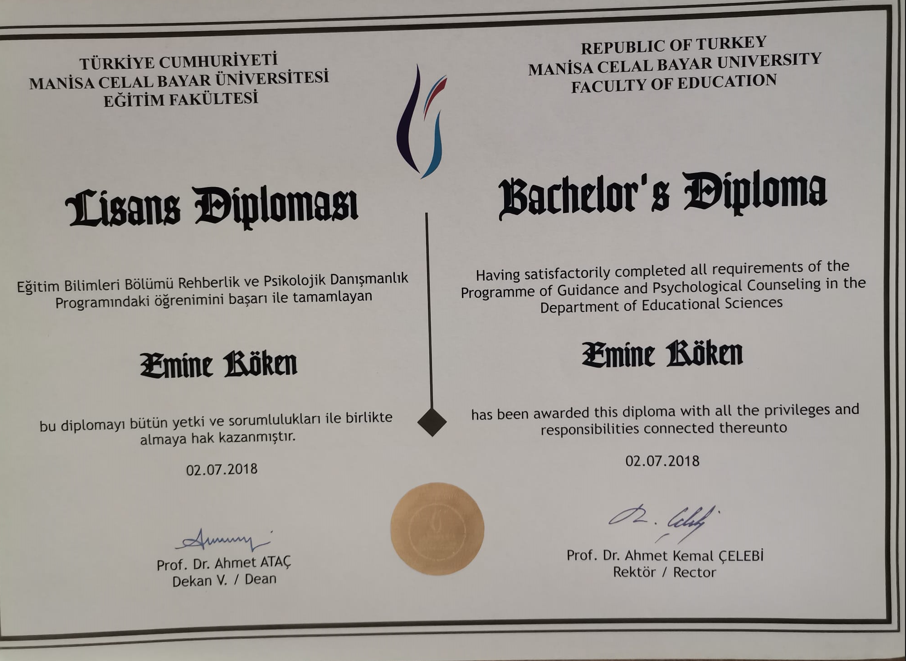 TÜRKİYE CUMHURİYETİ
MANİSA CELAL BAYAR ÜNİVERSİTESİ
EĞİTİM FAKÜLTESİ
Lisans Diploması
Eğitim Bilimleri Bölümü Rehberlik ve Psikolojik Danışmanlık
Programındaki öğrenimini başarı ile tamamlayan
Emine Köken
bu diplomayı bütün yetki ve sorumlulukları ile birlikte
almaya hak kazanmıştır.
02.07.2018
Prof. Dr. Ahmet ATAÇ
Dekan V. / Dean
REPUBLIC OF TURKEY
MANİSA CELAL BAYAR UNIVERSITY
FACULTY OF EDUCATION
Bachelor's Diploma
Having satisfactorily completed all requirements of the
Programme of Guidance and Psychological Counseling in the
Department of Educational Sciences
Emine Köken
has been awarded this diploma with all the privileges and
responsibilities connected thereunto
02.07.2018
Prof. Dr. Ahmet Kemal ÇELEBİ
Rektör / Rector